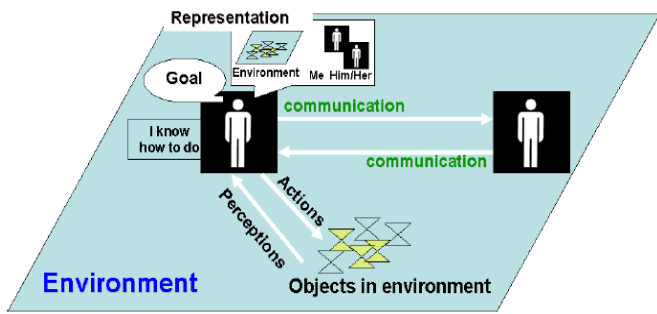 Representation
Environment
Me Him/Her
Goal
communication
I know
how to do
communication
Actions
Perceptions
Environment
Objects in environment